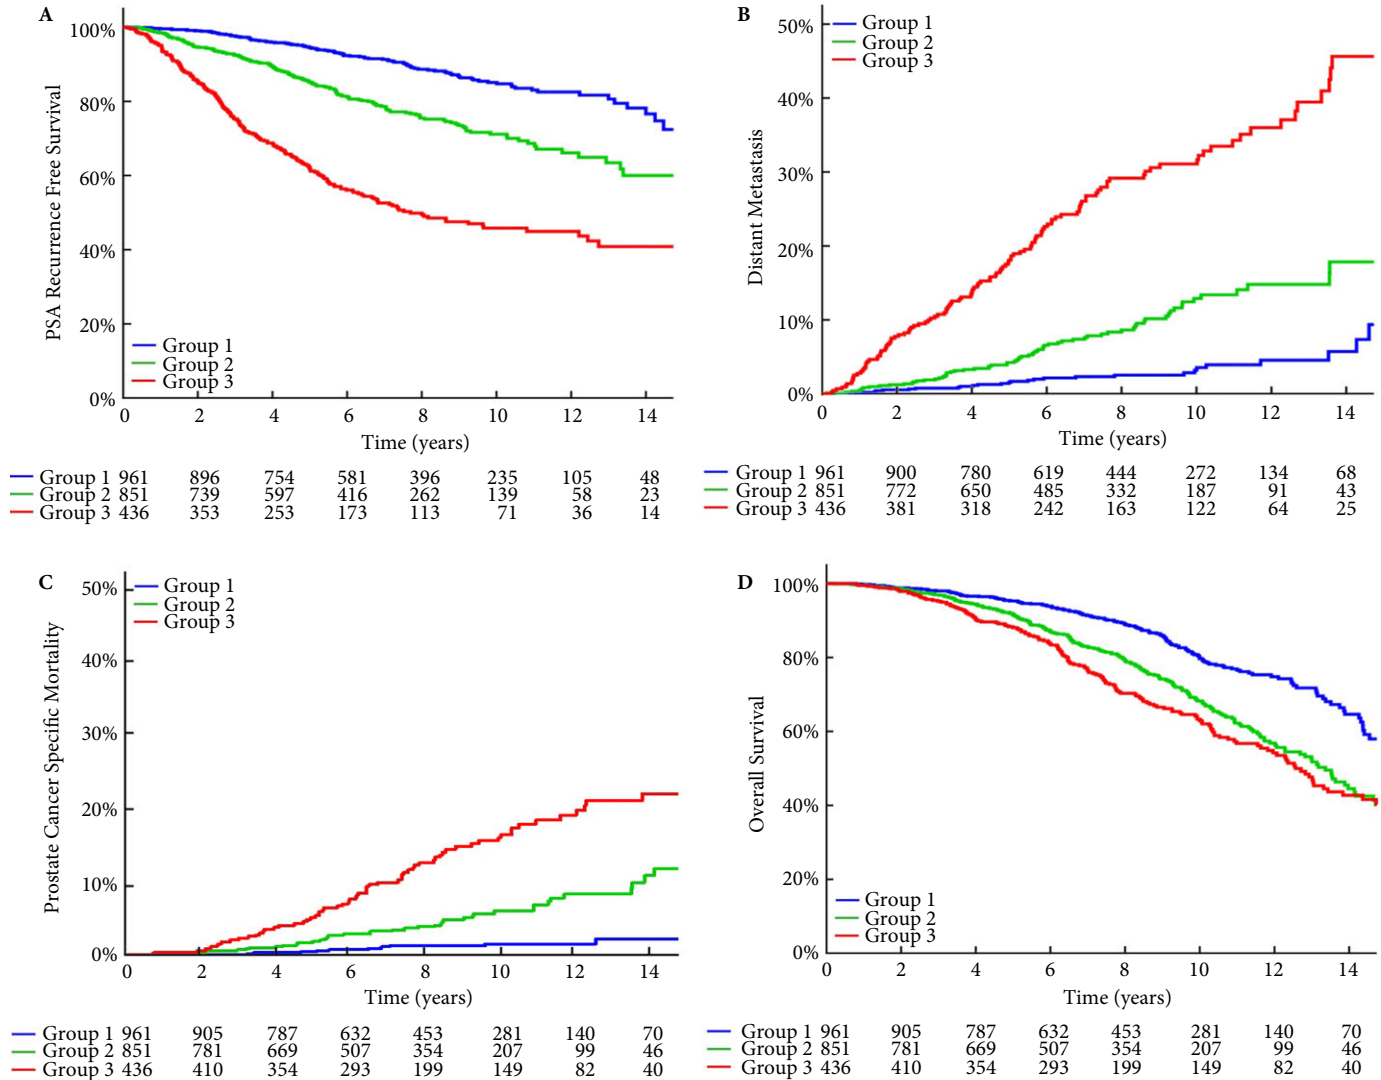 A
100%
80%
60%
40%
20%
0%
PSA Recurrence Free Survival
Group 1
Group 2
Group 3
0 2 4 6 8 10 12 14
Time (years)
Group 1 961 896 754 581 396 235 105 48
Group 2 851 739 597 416 262 139 58 23
Group 3 436 353 253 173 113 71 36 14
B
50%
40%
30%
20%
10%
0%
Distant Metastasis
Group 1
Group 2
Group 3
0 2 4 6 8 10 12 14
Time (years)
Group 1 961 900 780 619 444 272 134 68
Group 2 851 772 650 485 332 187 91 43
Group 3 436 381 318 242 163 122 64 25
C
50%
40%
30%
20%
10%
0%
Prostate Cancer Specific Mortality
Group 1
Group 2
Group 3
0 2 4 6 8 10 12 14
Time (years)
Group 1 961 905 787 632 453 281 140 70
Group 2 851 781 669 507 354 207 99 46
Group 3 436 410 354 293 199 149 82 40
D
100%
80%
60%
40%
20%
0%
Overall Survival
Group 1
Group 2
Group 3
0 2 4 6 8 10 12 14
Time (years)
Group 1 961 905 787 632 453 281 140 70
Group 2 851 781 669 507 354 207 99 46
Group 3 436 410 354 293 199 149 82 40